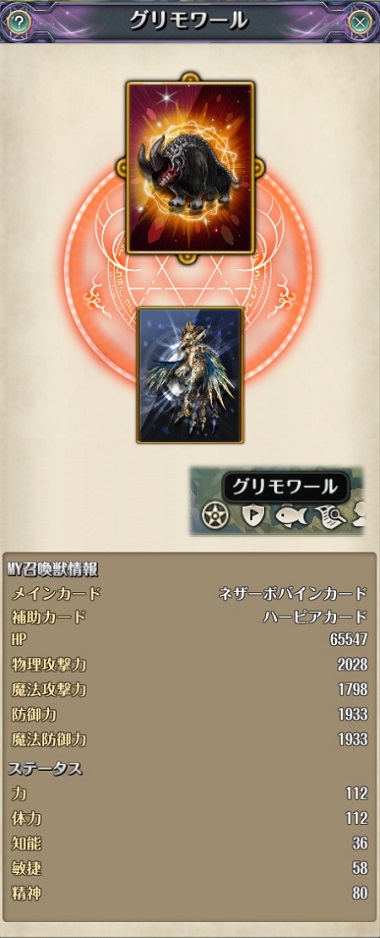 ?
グリモワール
×
グリモワール
MY召喚獣情報
メインカード ネザーボバインカード
補助カード ハーピアカード
HP 65547
物理攻撃力 2028
魔法攻撃力 1798
防御力 1933
魔法防御力 1933
ステータス
力 112
体力 112
知能 36
敏捷 58
精神 80